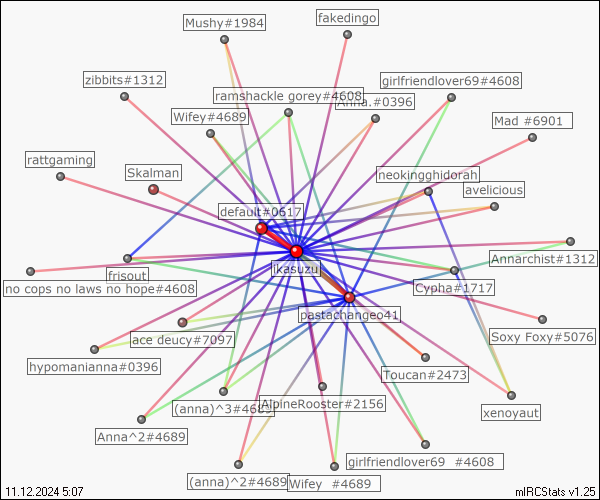 Mushy#1984
fakedingo
zibbits#1312
girlfriendlover69#4608
ramshackle gorey#4608
Anna.#0396
Wifey#4689
Mad #6901
rattgaming
Skalman
neokingghidorah
avelicious
default#0617
Anamarchist#1312
jkasuzuj
frisout
Cypha#1717
no cops no laws no hope#4608
pastachangeo41
Soxy Foxy#5076
ace deucy#7097
hypomanianna#0396
Toucan#2473
(anna)^3#4689
AlpineRooster#2156
xenoyaut
Anna^2#4689
girlfriendlover69 #4608
(anna)^2#4689
Wifey #4689
11.12.2024 5:07
mIRCStats v1.25